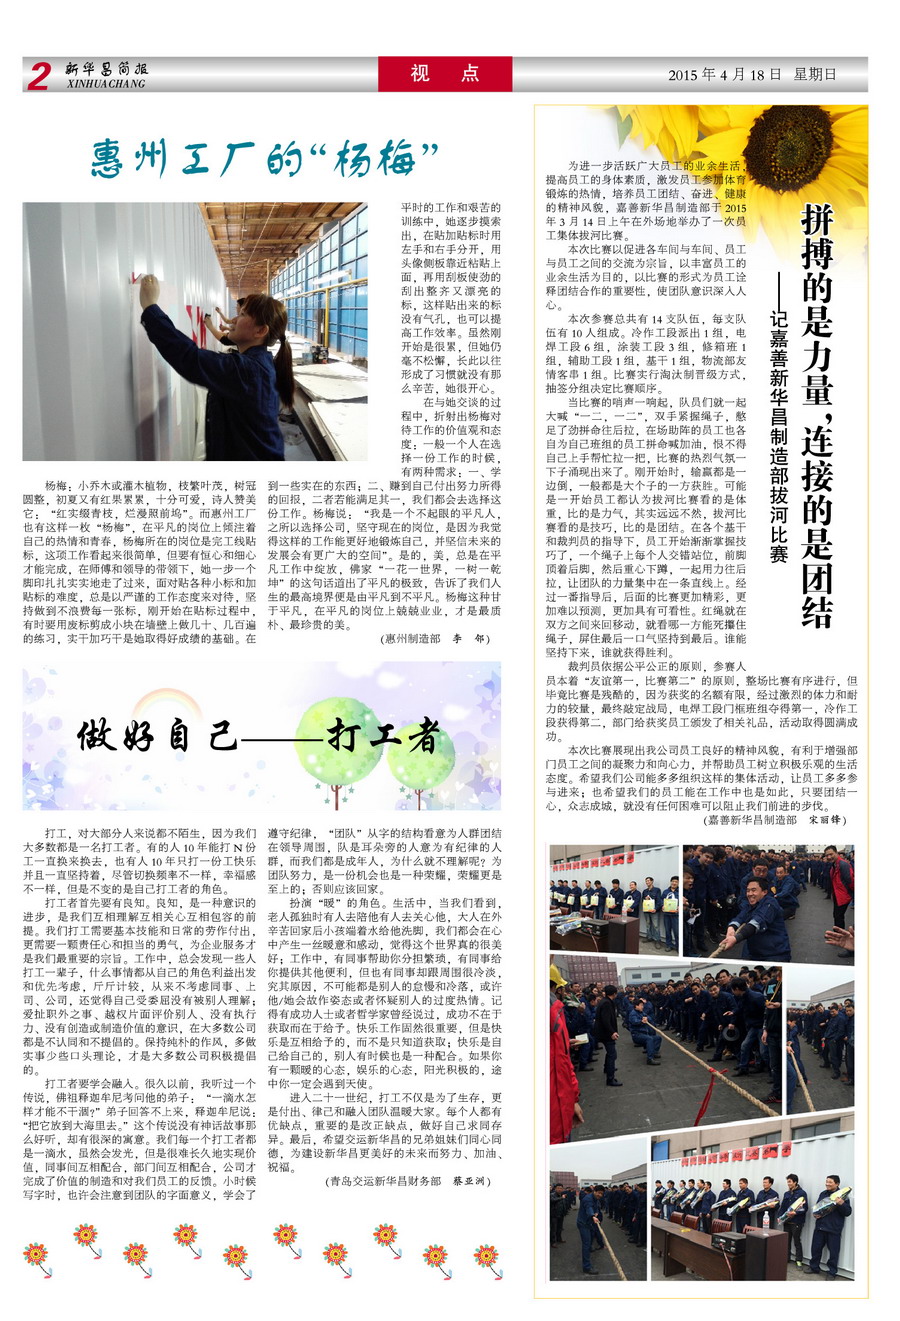 2 新华昌简报
XINHUACHANG
视 点
2015 年 4 月 18 日 星期日
惠州工厂的“杨梅”
平时的工作和艰苦的
训练中，她逐步摸索
出，在贴加贴标时用
左手和右手分开，用
头像侧板靠近粘贴上
面，再用刮板使劲的
刮出整齐又漂亮的
标，这样贴出来的标
没有气孔，也可以提
高工作效率。虽然刚
开始是很累，但她仍
毫不松懈，长此以往
形成了习惯就没有那
么辛苦，她很开心。
在与她交谈的过
程中，折射出杨梅对
待工作的价值观和态
度：一般一个人在选
择一份工作的时候，
有两种需求：一、学
杨梅：小乔木或灌木植物，枝繁叶茂，树冠
圆整，初夏又有红果累累，十分可爱，诗人赞美
它：“红实缀青枝，烂漫照前坞”。而惠州工厂
也有这样一枚“杨梅”，在平凡的岗位上倾注着
自己的热情和青春，杨梅所在的岗位是完工线贴
标，这项工作看起来很简单，但要有恒心和细心
才能完成，在师傅和领导的带领下，她一步一个
脚印扎扎实实地走了过来，面对贴各种小标和加
贴标的难度，总是以严谨的工作态度来对待，坚
持做到不浪费每一张标，刚开始在贴标过程中，
有时要用废标剪成小块在墙壁上做几十、几百遍
的练习，实干加巧干是她取得好成绩的基础。在
到一些实在的东西；二、赚到自己付出努力所得
的回报，二者若能满足其一，我们都会去选择这
份工作。杨梅说：“我是一个不起眼的平凡人，
之所以选择公司，坚守现在的岗位，是因为我觉
得这样的工作能更好地锻炼自己，并坚信未来的
发展会有更广大的空间”。是的，美，总是在平
凡工作中绽放，佛家“一花一世界，一树一乾
坤”的这句话道出了平凡的极致，告诉了我们人
生的最高境界便是由平凡到不平凡。杨梅这种甘
于平凡，在平凡的岗位上兢兢业业，才是最质
朴、最珍贵的美。
(惠州制造部 李 邻)
做好自己——打工者
打工，对大部分人来说都不陌生，因为我们
大多数都是一名打工者。有的人 10 年能打 N 份
工一直换来换去，也有人 10 年只打一份工快乐
并且一直坚持着，尽管切换频率不一样，幸福感
不一样，但是不变的是自己打工者的角色。
打工者首先要有良知。良知，是一种意识的
进步，是我们互相理解互相关心互相包容的前
提。我们打工需要基本技能和日常的劳作付出，
更需要一颗责任心和担当的勇气，为企业服务才
是我们最重要的宗旨。工作中，总会发现一些人
打工一辈子，什么事情都从自己的角色利益出发
和优先考虑，斤斤计较，从来不考虑同事、上
司、公司，还觉得自己受委屈没有被别人理解；
爱扯职外之事、越权片面评价别人、没有执行
力、没有创造或制造价值的意识，在大多数公司
都是不认同和不提倡的。保持纯朴的作风，多做
实事少些口头理论，才是大多数公司积极提倡
的。
打工者要学会融入。很久以前，我听过一个
传说，佛祖释迦牟尼考问他的弟子：“一滴水怎
样才能不干涸?”弟子回答不上来，释迦牟尼说：
“把它放到大海里去。”这个传说没有神话故事那
么好听，却有很深的寓意。我们每一个打工者都
是一滴水，虽然会发光，但是很难长久地实现价
值，同事间互相配合，部门间互相配合，公司才
完成了价值的制造和对我们员工的反馈。小时候
写字时，也许会注意到团队的字面意义，学会了
遵守纪律，“团队”从字的结构看意为人群团结
在领导周围，队是耳朵旁的人意为有纪律的人
群，而我们都是成年人，为什么就不理解呢？为
团队努力，是一份机会也是一种荣耀，荣耀更是
至上的；否则应该回家。
扮演“暖”的角色。生活中，当我们看到，
老人孤独时有人去陪他有人去关心他，大人在外
辛苦回家后小孩端着水给他洗脚，我们都会在心
中产生一丝暖意和感动，觉得这个世界真的很美
好；工作中，有同事帮助你分担繁琐，有同事给
你提供其他便利，但也有同事却跟周围很冷淡，
究其原因，不可能都是别人的怠慢和冷落，或许
他/她会故作姿态或者怀疑别人的过度热情。记
得有成功人士或者哲学家曾经说过，成功不在于
获取而在于给予。快乐工作固然很重要，但是快
乐是互相给予的，而不是只知道获取；快乐是自
己给自己的，别人有时候也是一种配合。如果你
有一颗暖的心态，娱乐的心态，阳光积极的，途
中你一定会遇到天使。
进入二十一世纪，打工不仅是为了生存，更
是付出、律己和融入团队温暖大家。每个人都有
优缺点，重要的是改正缺点，做好自己求同存
异。最后，希望交运新华昌的兄弟姐妹们同心同
德，为建设新华昌更美好的未来而努力、加油、
祝福。
(青岛交运新华昌财务部 蔡亚洲)
拼搏的是力量，连接的是团结
——记嘉善新华昌制造部拔河比赛
为进一步活跃广大员工的业余生活，
提高员工的身体素质，激发员工参加体育
锻炼的热情，培养员工团结、奋进、健康
的精神风貌，嘉善新华昌制造部于 2015
年 3 月 14 日上午在外场地举办了一次员
工集体拔河比赛。
本次比赛以促进各车间与车间、员工
与员工之间的交流为宗旨，以丰富员工的
业余生活为目的，以比赛的形式为员工诠
释团结合作的重要性，使团队意识深入人
心。
本次参赛总共有 14 支队伍，每支队
伍有 10 人组成。冷作工段派出 1 组，电
焊工段 6 组，涂装工段 3 组，修箱班 1
组，辅助工段 1 组，基干 1 组，物流部友
情客串 1 组。比赛实行淘汰制晋级方式，
抽签分组决定比赛顺序。
当比赛的哨声一响起，队员们就一起
大喊“一二，一二”，双手紧握绳子，憋
足了劲拼命往后拉，在场助阵的员工也各
自为自己班组的员工拼命喊加油，恨不得
自己上手帮忙拉一把，比赛的热烈气氛一
下子涌现出来了。刚开始时，输赢都是一
边倒，一般都是大个子的一方获胜。可能
是一开始员工都认为拔河比赛看的是体
重，比的是力气，其实远远不然，拔河比
赛看的是技巧，比的是团结。在各个基干
和裁判员的指导下，员工开始渐渐掌握技
巧了，一个绳子上每个人交错站位，前脚
顶着后脚，然后重心下蹲，一起用力往后
拉，让团队的力量集中在一条直线上。经
过一番指导后，后面的比赛更加精彩，更
加难以预测，更加具有可看性。红绳就在
双方之间来回移动，就看哪一方能死攥住
绳子，屏住最后一口气坚持到最后。谁能
坚持下来，谁就获得胜利。
裁判员依据公平公正的原则，参赛人
员本着“友谊第一，比赛第二”的原则，整场比赛有序进行，但
毕竟比赛是残酷的，因为获奖的名额有限，经过激烈的体力和耐
力的较量，最终敲定战局，电焊工段门框班组夺得第一，冷作工
段获得第二，部门给获奖员工颁发了相关礼品，活动取得圆满成
功。
本次比赛展现出我公司员工良好的精神风貌，有利于增强部
门员工之间的凝聚力和向心力，并帮助员工树立积极乐观的生活
态度。希望我们公司能多多组织这样的集体活动，让员工多多参
与进来；也希望我们的员工能在工作中也是如此，只要团结一
心，众志成城，就没有任何困难可以阻止我们前进的步伐。
(嘉善新华昌制造部 宋丽锋)